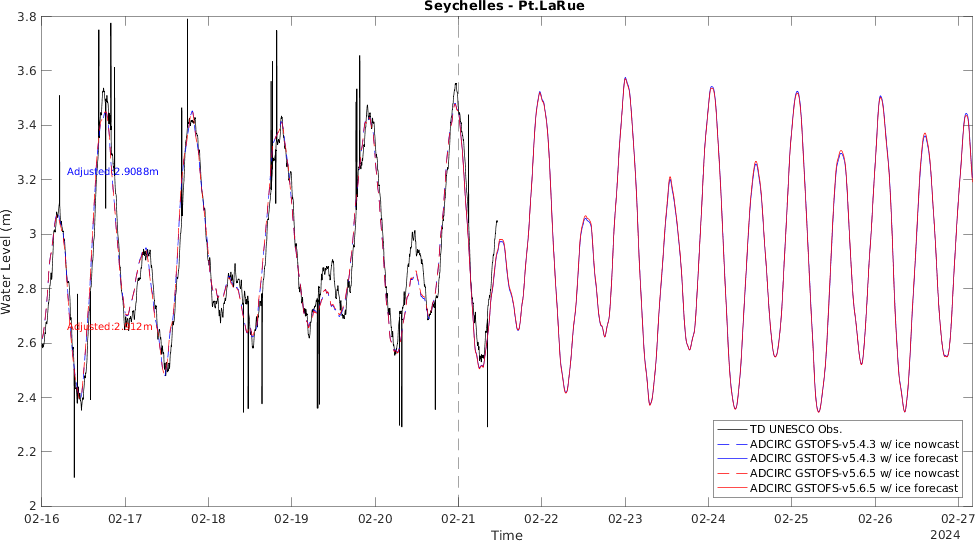 Seychelles - Pt.LaRue
3.8
3.6
3.4
3.2
3
2.8
2.6
2.4
2.2
2
Water Level (m)
Adjusted:2.9088m
TD UNESCO Obs.
ADCIRC GSTOFS-v5.4.3 w/ ice nowcast
ADCIRC GSTOFS-v5.4.3 w/ ice forecast
ADCIRC GSTOFS-v5.6.5 w/ ice nowcast
ADCIRC GSTOFS-v5.6.5 w/ ice forecast
02-16
02-17
02-18
02-19
02-20
02-21
02-22
02-23
02-24
02-25
02-26
02-27
Time
2024